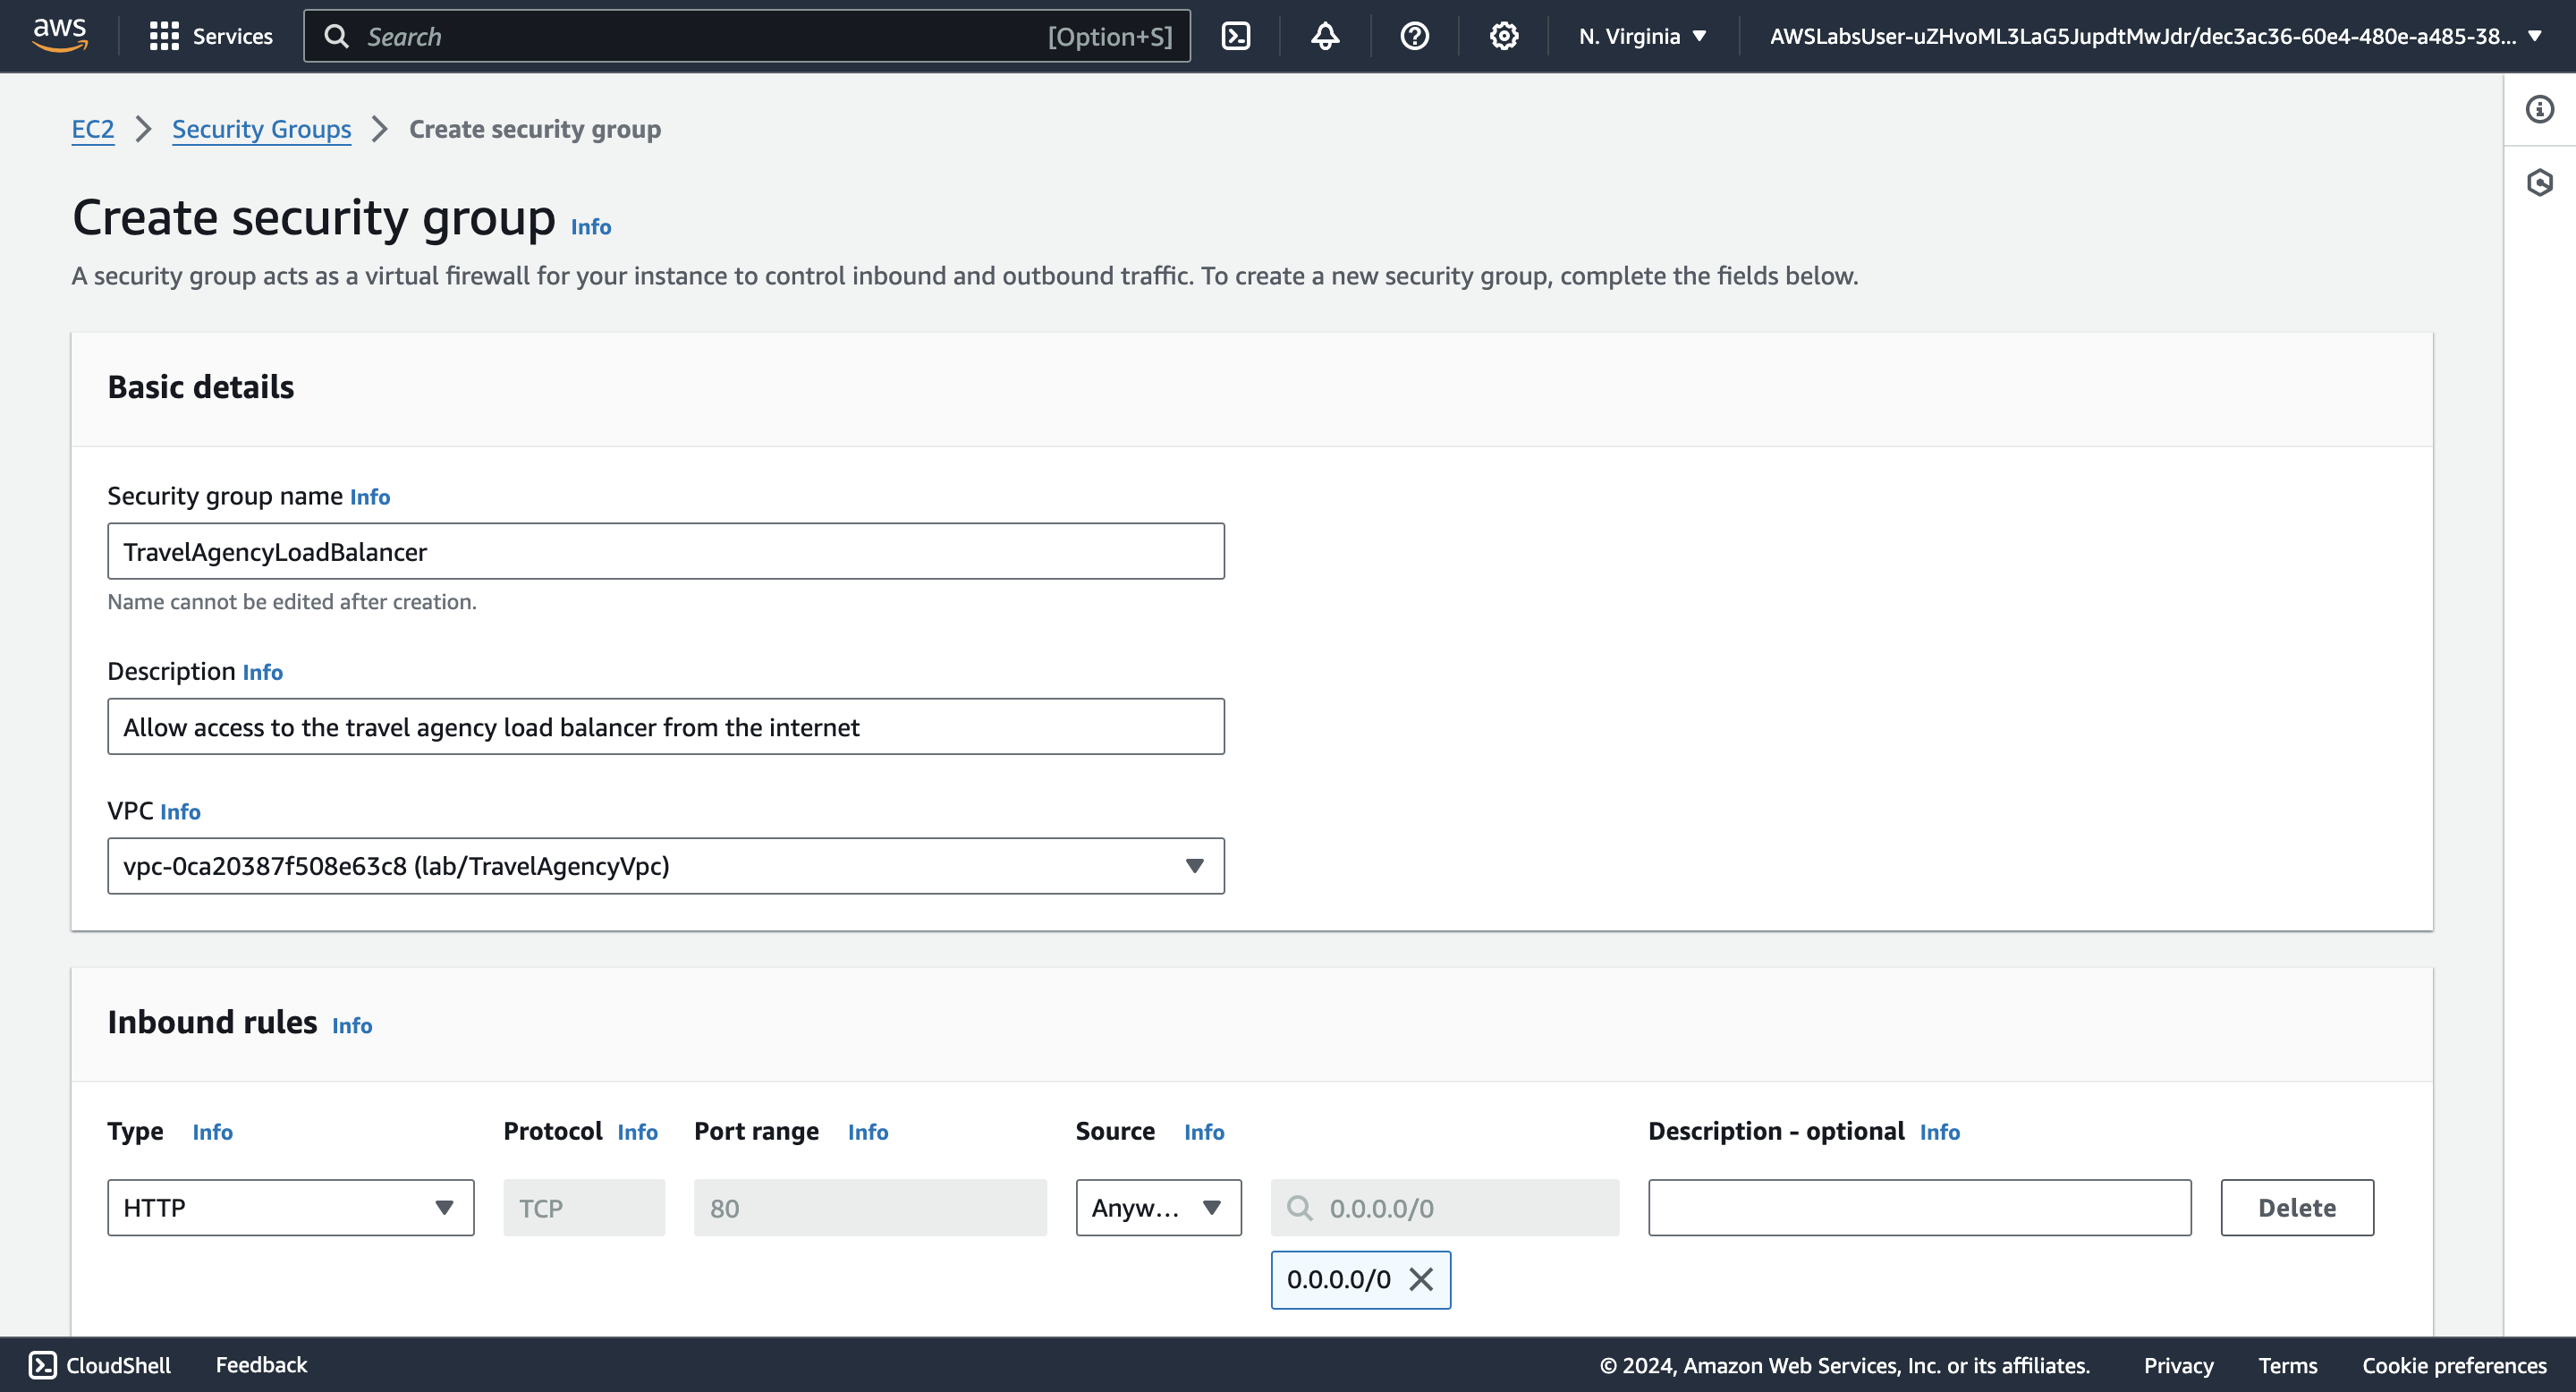 aws Services Search [Option+S] N. Virginia AWSLabsUser-uZHvoML3LaG5JupdtMwJdr/dec3ac36-60e4-480e-a485-38...
EC2 Security Groups Create security group
Create security group Info
A security group acts as a virtual firewall for your instance to control inbound and outbound traffic. To create a new security group, complete the fields below.
Basic details
Security group name Info
TravelAgencyLoadBalancer
Name cannot be edited after creation.
Description Info
Allow access to the travel agency load balancer from the internet
VPC Info
vpc-0ca20387f508e63c8 (lab/TravelAgencyVpc)
Inbound rules Info
Type Info Protocol Info Port range Info Source Info Description - optional Info
HTTP TCP 80 Anyw... 0.0.0.0/0 Delete
0.0.0.0/0
CloudShell Feedback © 2024, Amazon Web Services, Inc. or its affiliates. Privacy Terms Cookie preferences